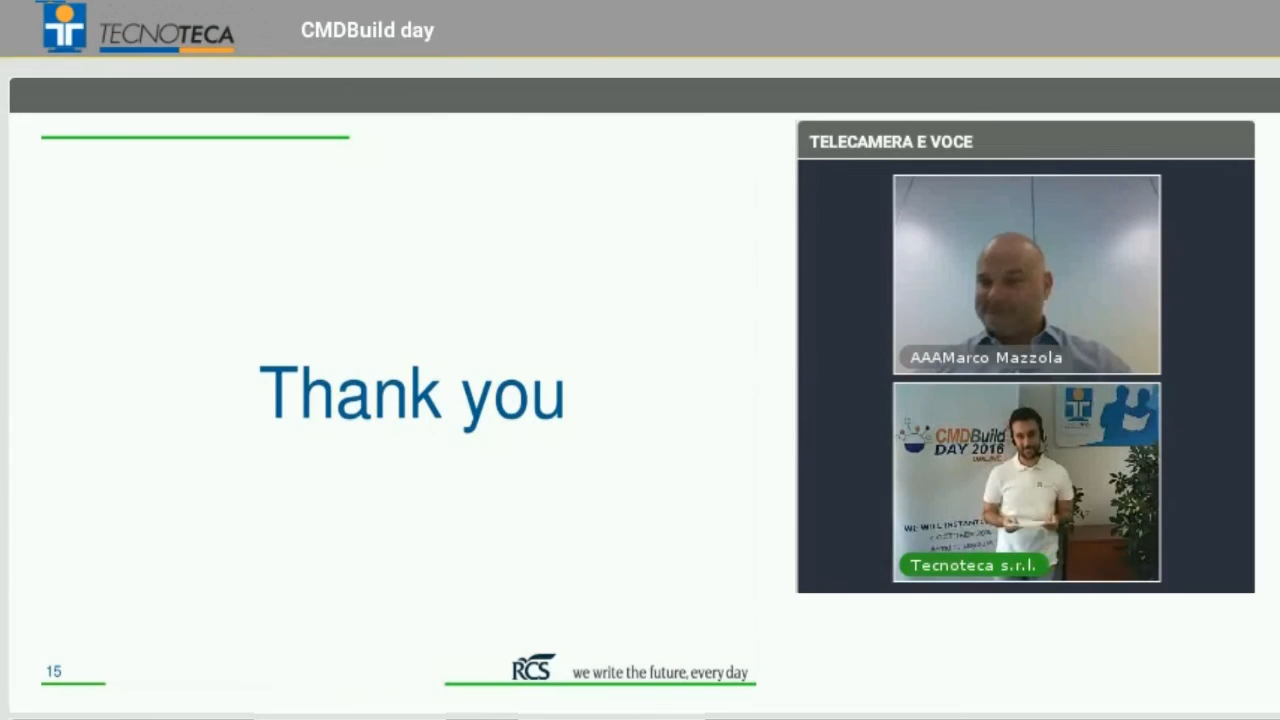 TECNOTECA
CMDBuild day
TELECAMERA E VOCE
AAAMarco Mazzola
CMDBuild
DAY 2016
Tecnoteca s.r.l.
Thank you
15
RCS
we write the future, every day